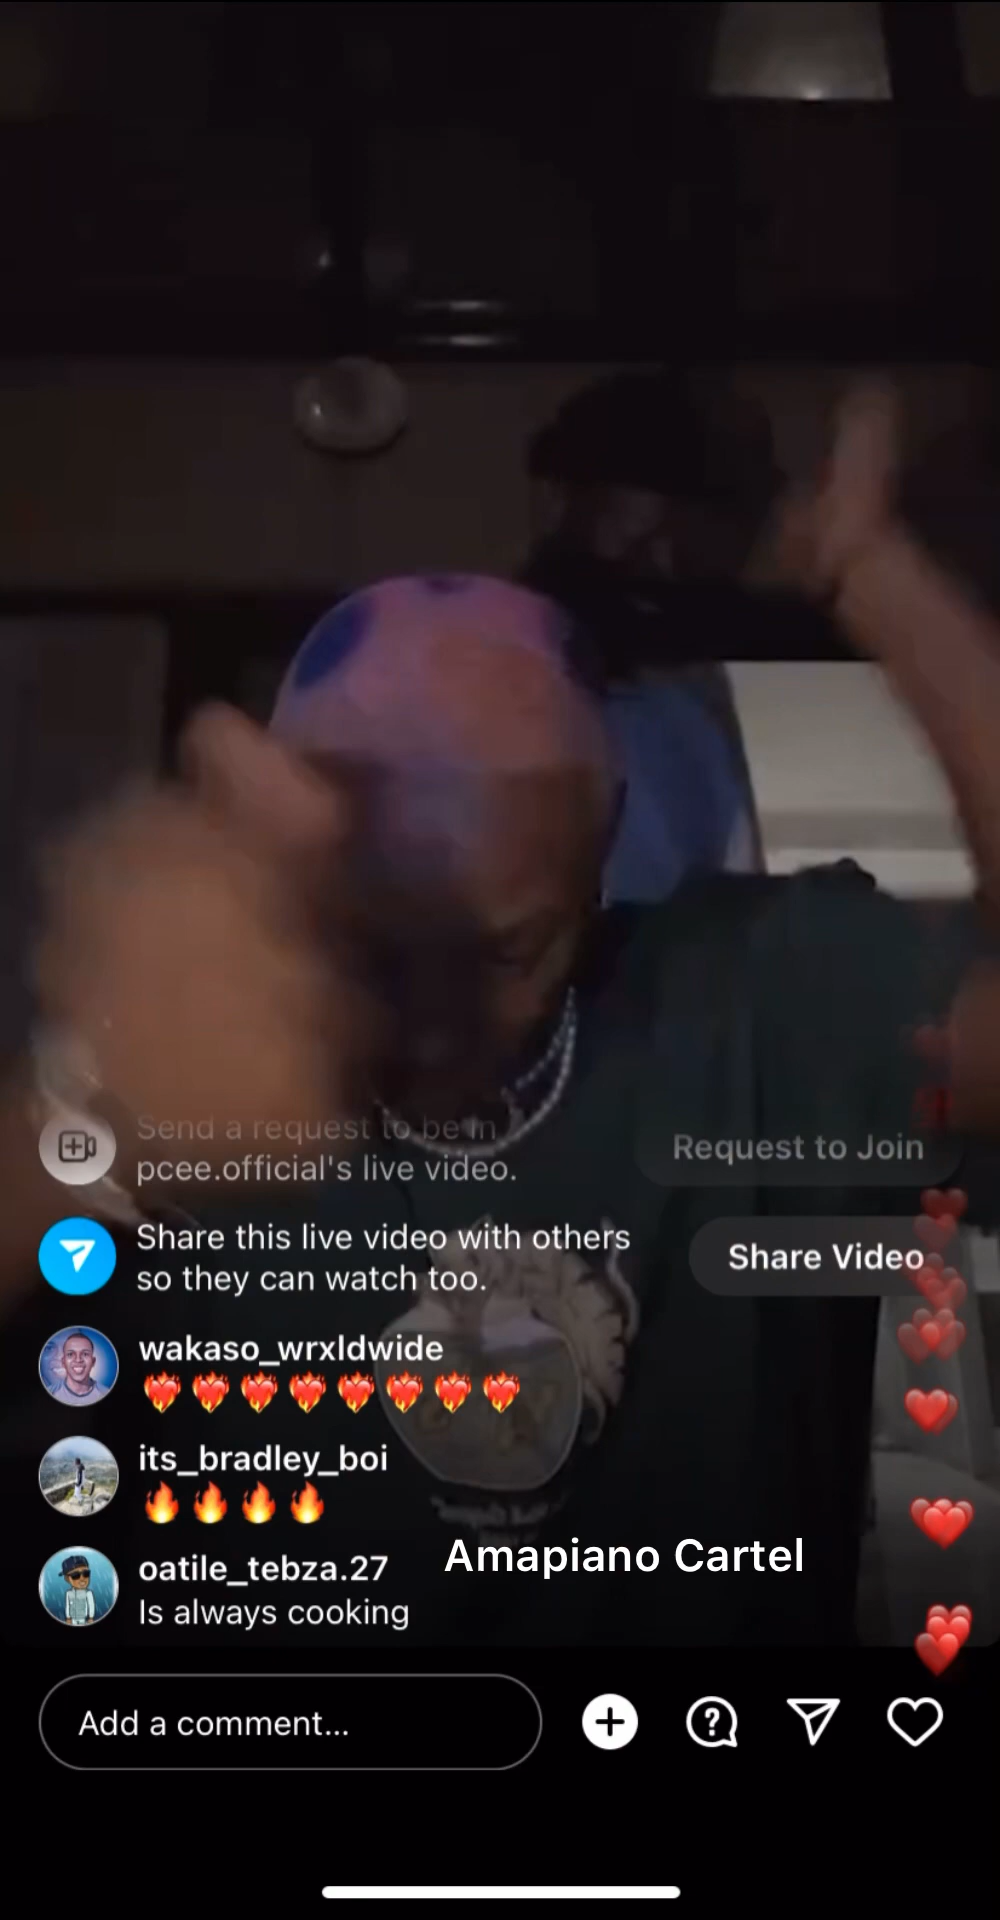 Send a request to be in
pcee.official's live video.
Request to Join
Share this live video with others
so they can watch too.
Share Video
wakaso_wrxldwide
❤️‍🔥❤️‍🔥❤️‍🔥❤️‍🔥❤️‍🔥❤️‍🔥❤️‍🔥❤️‍🔥
its_bradley_boi
🔥🔥🔥🔥
oatile_tebza.27
Is always cooking
Amapiano Cartel
Add a comment...